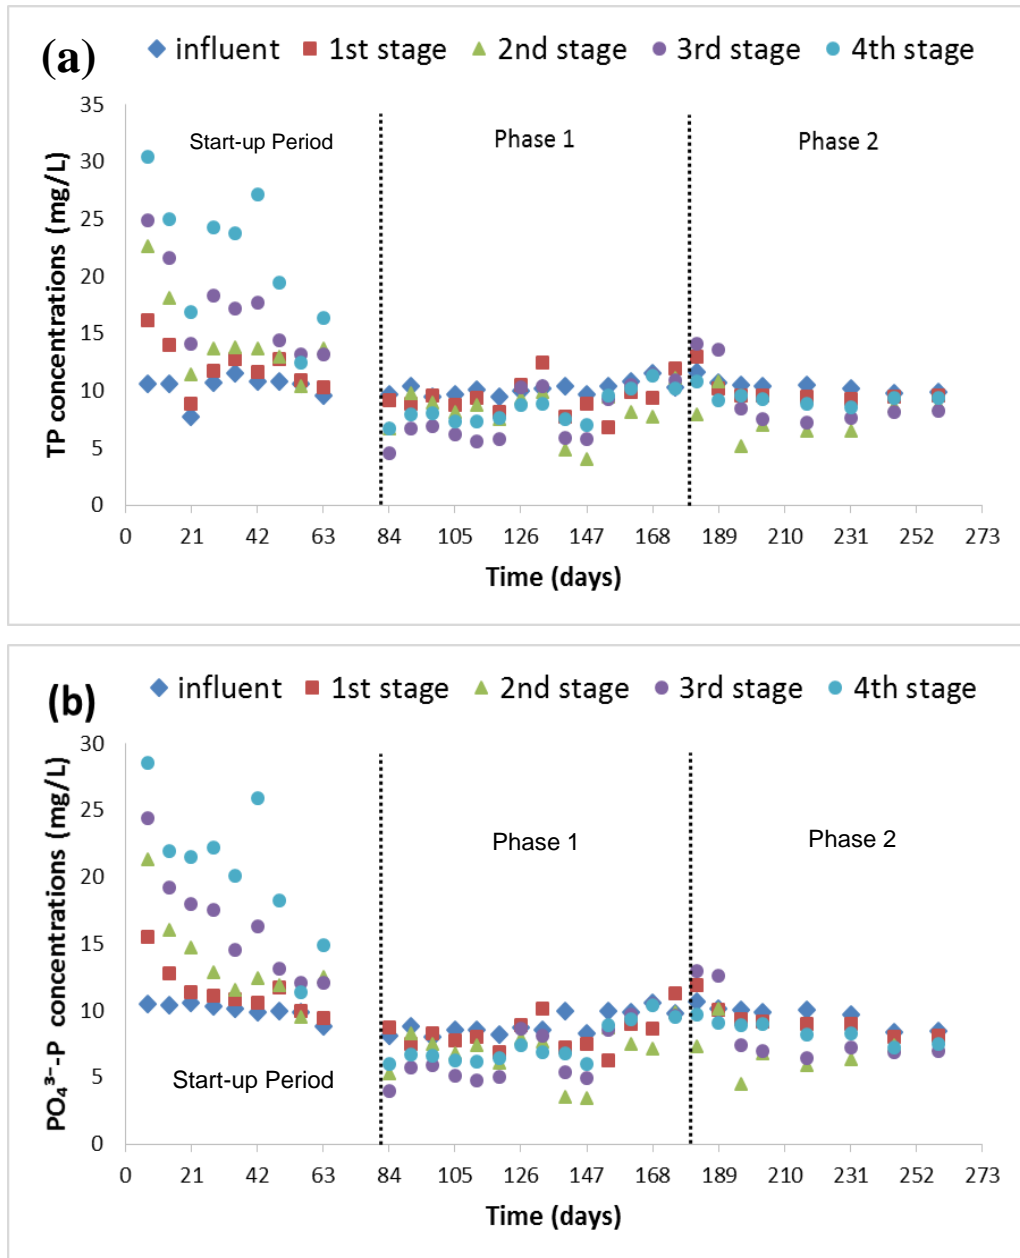 (a) influent 1st stage 2nd stage 3rd stage 4th stage
35
30
25
20
15
10
5
0
TP concentrations (mg/L)
Start-up Period Phase 1 Phase 2
0 21 42 63 84 105 126 147 168 189 210 231 252 273
Time (days)
(b) influent 1st stage 2nd stage 3rd stage 4th stage
30
25
20
15
10
5
0
PO₄³⁻-P concentrations (mg/L)
Phase 1 Phase 2
Start-up Period
0 21 42 63 84 105 126 147 168 189 210 231 252 273
Time (days)